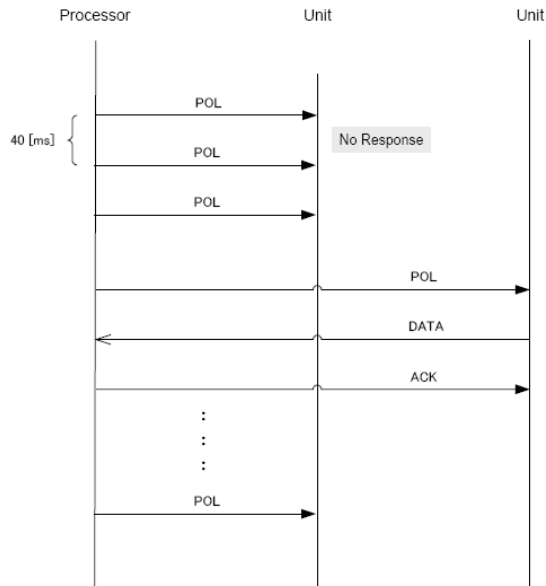 Processor Unit Unit
POL
40 [ms]
No Response
POL
POL
POL
DATA
ACK
:
:
:
POL